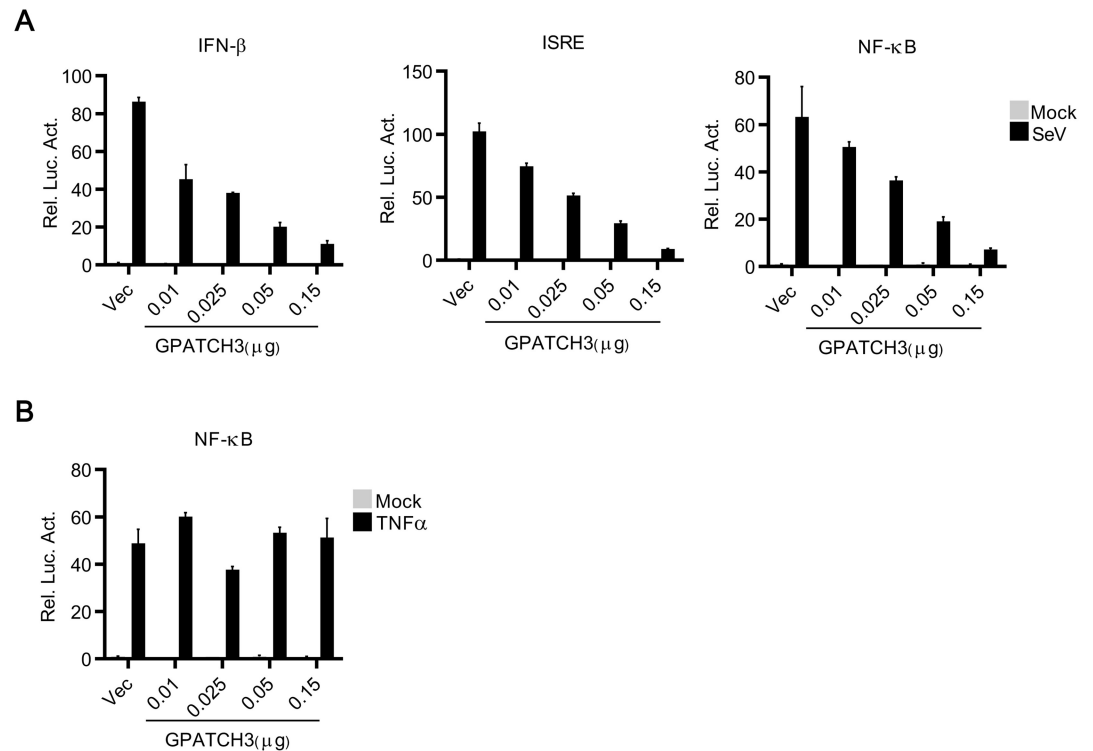 A
IFN-β
Rel. Luc. Act.
100
80
60
40
20
0
Vec
0.01
0.025
0.05
0.15
GPATCH3(μg)
ISRE
Rel. Luc. Act.
150
100
50
0
Vec
0.01
0.025
0.05
0.15
GPATCH3(μg)
NF-κB
Rel. Luc. Act.
80
60
40
20
0
Vec
0.01
0.025
0.05
0.15
GPATCH3(μg)
Mock
SeV
B
NF-κB
Rel. Luc. Act.
80
60
40
20
0
Vec
0.01
0.025
0.05
0.15
GPATCH3(μg)
Mock
TNFα